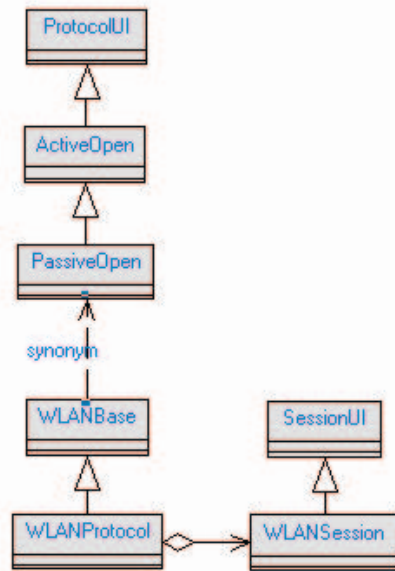 ProtocolUI
ActiveOpen
PassiveOpen
synonym
WLANBase
SessionUI
WLANProtocol
WLANSession